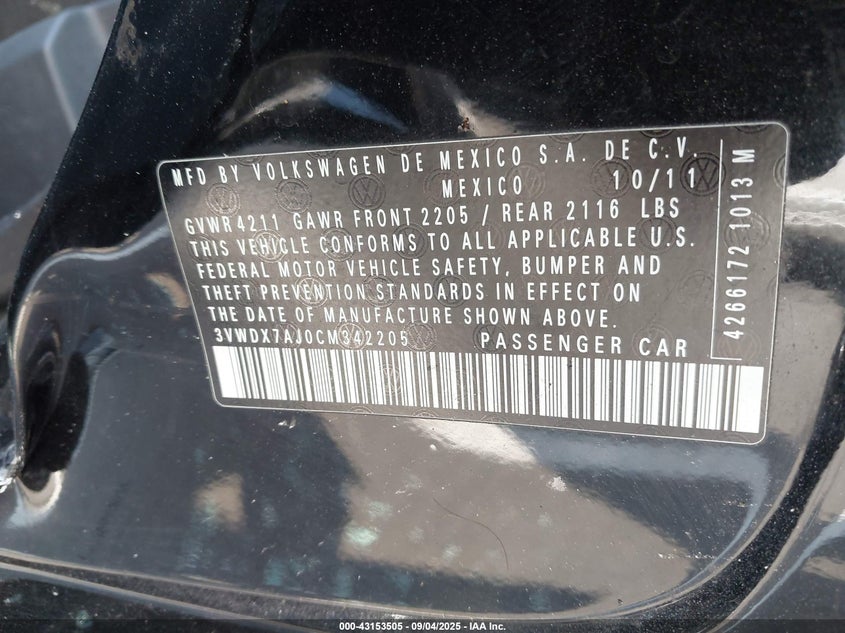 MFD BY VOLKSWAGEN DE MEXICO S.A. DE C.V.
MEXICO 10/11
GVWR 4211 GAWR FRONT 2205 / REAR 2116 LBS
THIS VEHICLE CONFORMS TO ALL APPLICABLE U.S.
FEDERAL MOTOR VEHICLE SAFETY, BUMPER AND
THEFT PREVENTION STANDARDS IN EFFECT ON
THE DATE OF MANUFACTURE SHOWN ABOVE.
3VWDX7AJ0CM342205 PASSENGER CAR
4266172 1013 M
000-43153505 - 09/04/2025 - IAA Inc.